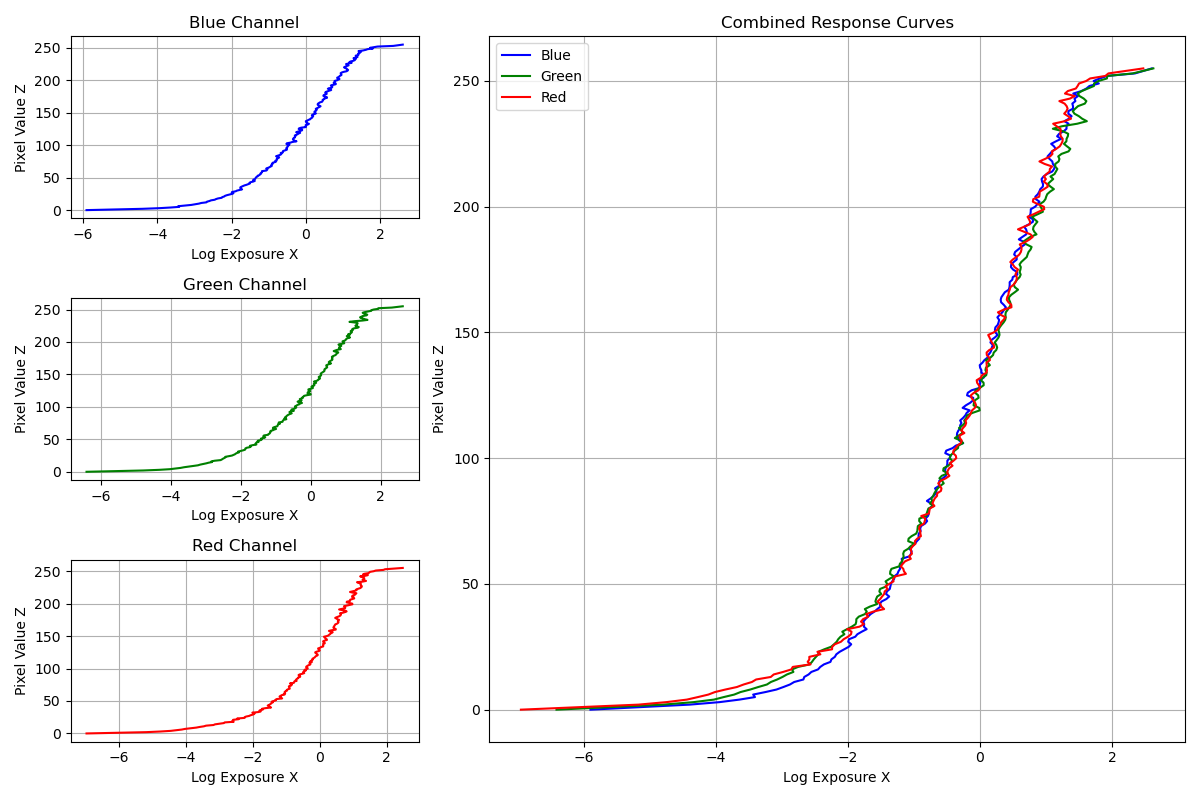 Blue Channel
Pixel Value Z
250
200
150
100
50
0
−6 −4 −2 0 2
Log Exposure X
Green Channel
Pixel Value Z
250
200
150
100
50
0
−6 −4 −2 0 2
Log Exposure X
Red Channel
Pixel Value Z
250
200
150
100
50
0
−6 −4 −2 0 2
Log Exposure X
Combined Response Curves
Blue
Green
Red
Pixel Value Z
250
200
150
100
50
0
−6 −4 −2 0 2
Log Exposure X